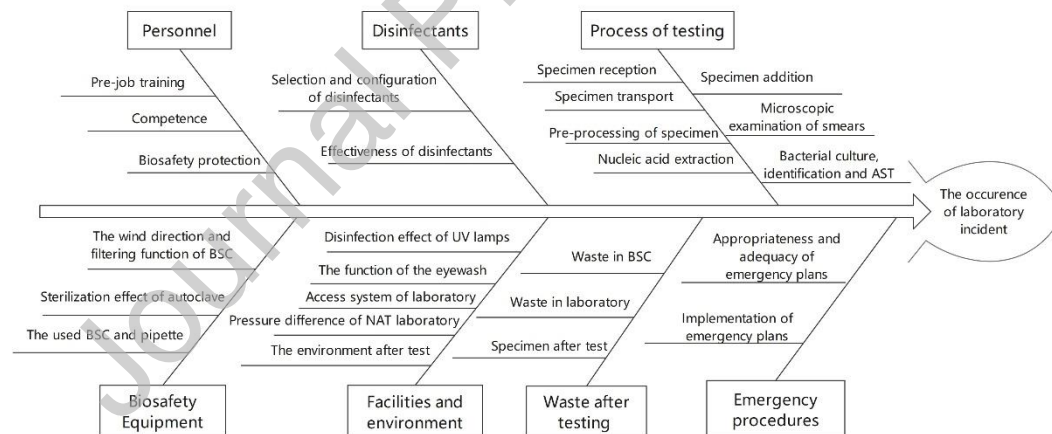 Personnel
Disinfectants
Process of testing
Pre-job training
Competence
Biosafety protection
Selection and configuration
of disinfectants
Effectiveness of disinfectants
Specimen reception
Specimen transport
Pre-processing of specimen
Nucleic acid extraction
Specimen addition
Microscopic
examination of smears
Bacterial culture,
identification and AST
The occurence
of laboratory
incident
The wind direction and
filtering function of BSC
Sterilization effect of autoclave
The used BSC and pipette
Disinfection effect of UV lamps
The function of the eyewash
Access system of laboratory
Pressure difference of NAT laboratory
The environment after test
Waste in BSC
Waste in laboratory
Specimen after test
Appropriateness and
adequacy of
emergency plans
Implementation of
emergency plans
Biosafety
Equipment
Facilities and
environment
Waste after
testing
Emergency
procedures
Journal P